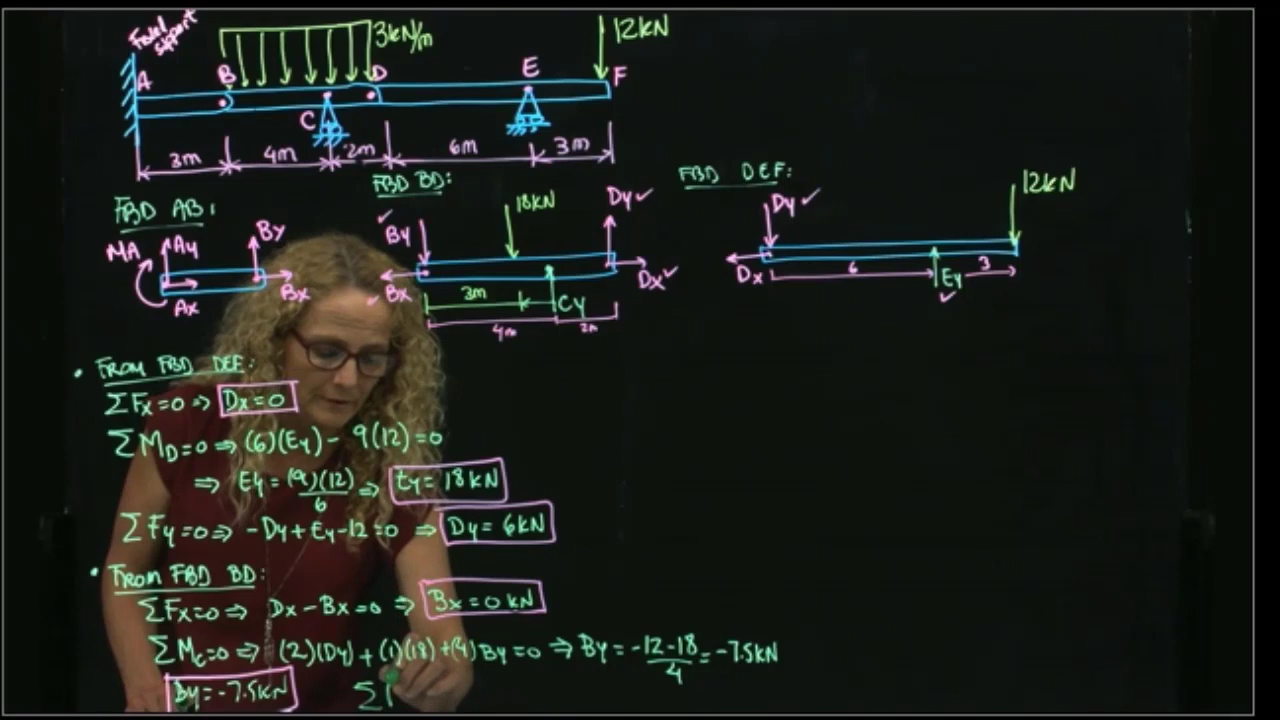 Fixed support
3kN/m
12kN
A B D E F
C
3m 4m 2m 6m 3m
FBD AB:
MA Ay By
Ax Bx
FBD BD:
By 18kN Dy
Bx Dx
3m Cy
4m 2m
FBD DEF:
Dy 12kN
Dx 6 Ey 3
• FROM FBD DEF:
ΣFx=0 ⇒ Dx=0
ΣM_D=0 ⇒ (6)(Ey) - 9(12)=0
⇒ Ey = (9)(12)/6 ⇒ Ey=18kN
ΣFy=0 ⇒ -Dy+Ey-12=0 ⇒ Dy = 6kN
• FROM FBD BD:
ΣFx=0 ⇒ Dx-Bx=0 ⇒ Bx=0 kN
ΣM_C=0 ⇒ (2)(Dy) + (1)(18) + (4)By=0 ⇒ By = -12-18/4 = -7.5kN
By=-7.5kN Σ